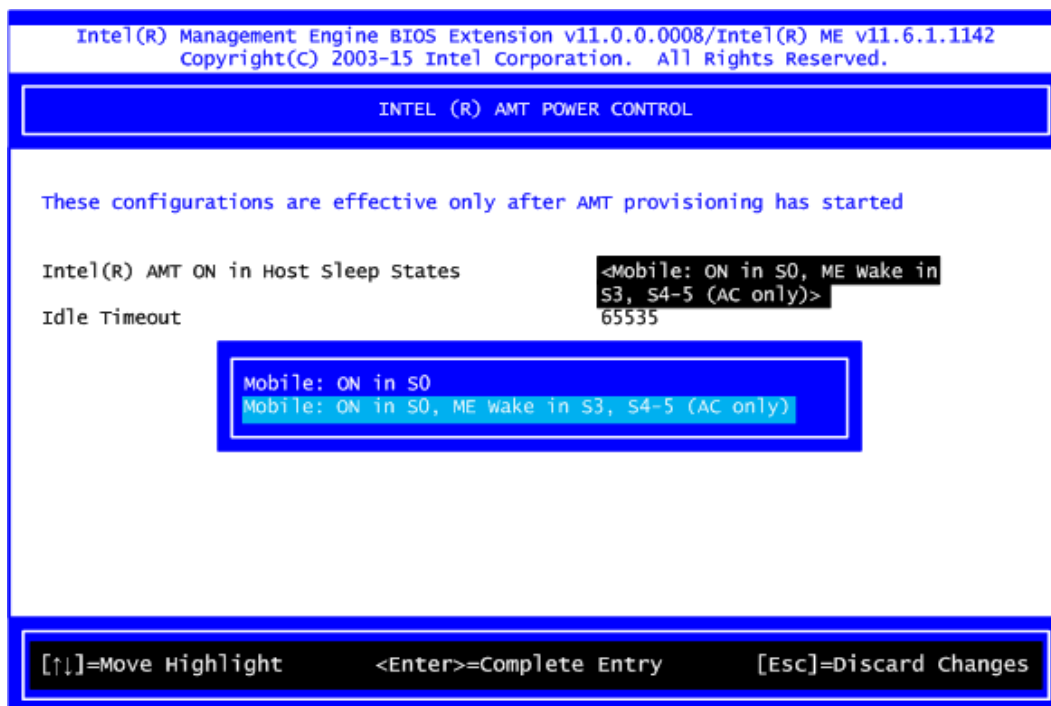 Intel(R) Management Engine BIOS Extension v11.0.0.0008/Intel(R) ME v11.6.1.1142
Copyright(C) 2003-15 Intel Corporation. All Rights Reserved.
INTEL (R) AMT POWER CONTROL
These configurations are effective only after AMT provisioning has started
Intel(R) AMT ON in Host Sleep States <Mobile: ON in S0, ME Wake in
S3, S4-5 (AC only)>
Idle Timeout 65535
Mobile: ON in S0
Mobile: ON in S0, ME Wake in S3, S4-5 (AC only)
[↑↓]=Move Highlight <Enter>=Complete Entry [Esc]=Discard Changes